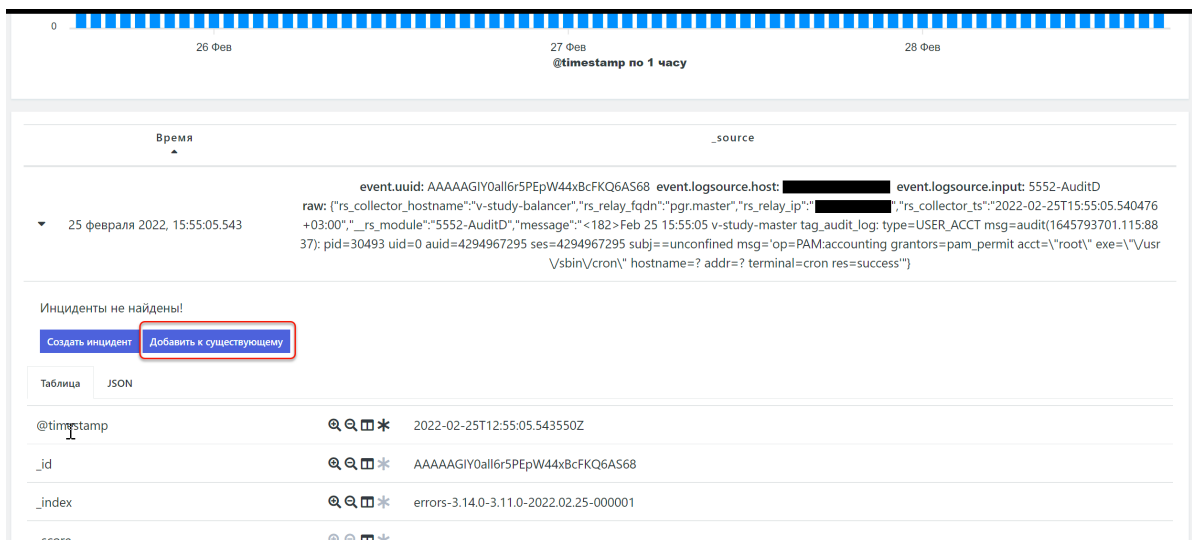 0
26 Фев 27 Фев 28 Фев
@timestamp по 1 часу
Время _source
event.uuid: AAAAAGIY0all6r5PEpW44xBcFKQ6AS68 event.logsource.host: event.logsource.input: 5552-AuditD
raw: {"rs_collector_hostname":"v-study-balancer","rs_relay_fqdn":"pgr.master","rs_relay_ip":" ","rs_collector_ts":"2022-02-25T15:55:05.540476
25 февраля 2022, 15:55:05.543 +03:00","__rs_module":"5552-AuditD","message":"<182>Feb 25 15:55:05 v-study-master tag_audit_log: type=USER_ACCT msg=audit(1645793701.115:88
37): pid=30493 uid=0 auid=4294967295 ses=4294967295 subj==unconfined msg='op=PAM:accounting grantors=pam_permit acct=\"root\" exe=\"\/usr
\/sbin\/cron\" hostname=? addr=? terminal=cron res=success'"}
Инциденты не найдены!
Создать инцидент Добавить к существующему
Таблица JSON
@timestamp 2022-02-25T12:55:05.543550Z
_id AAAAAGIY0all6r5PEpW44xBcFKQ6AS68
_index errors-3.14.0-3.11.0-2022.02.25-000001